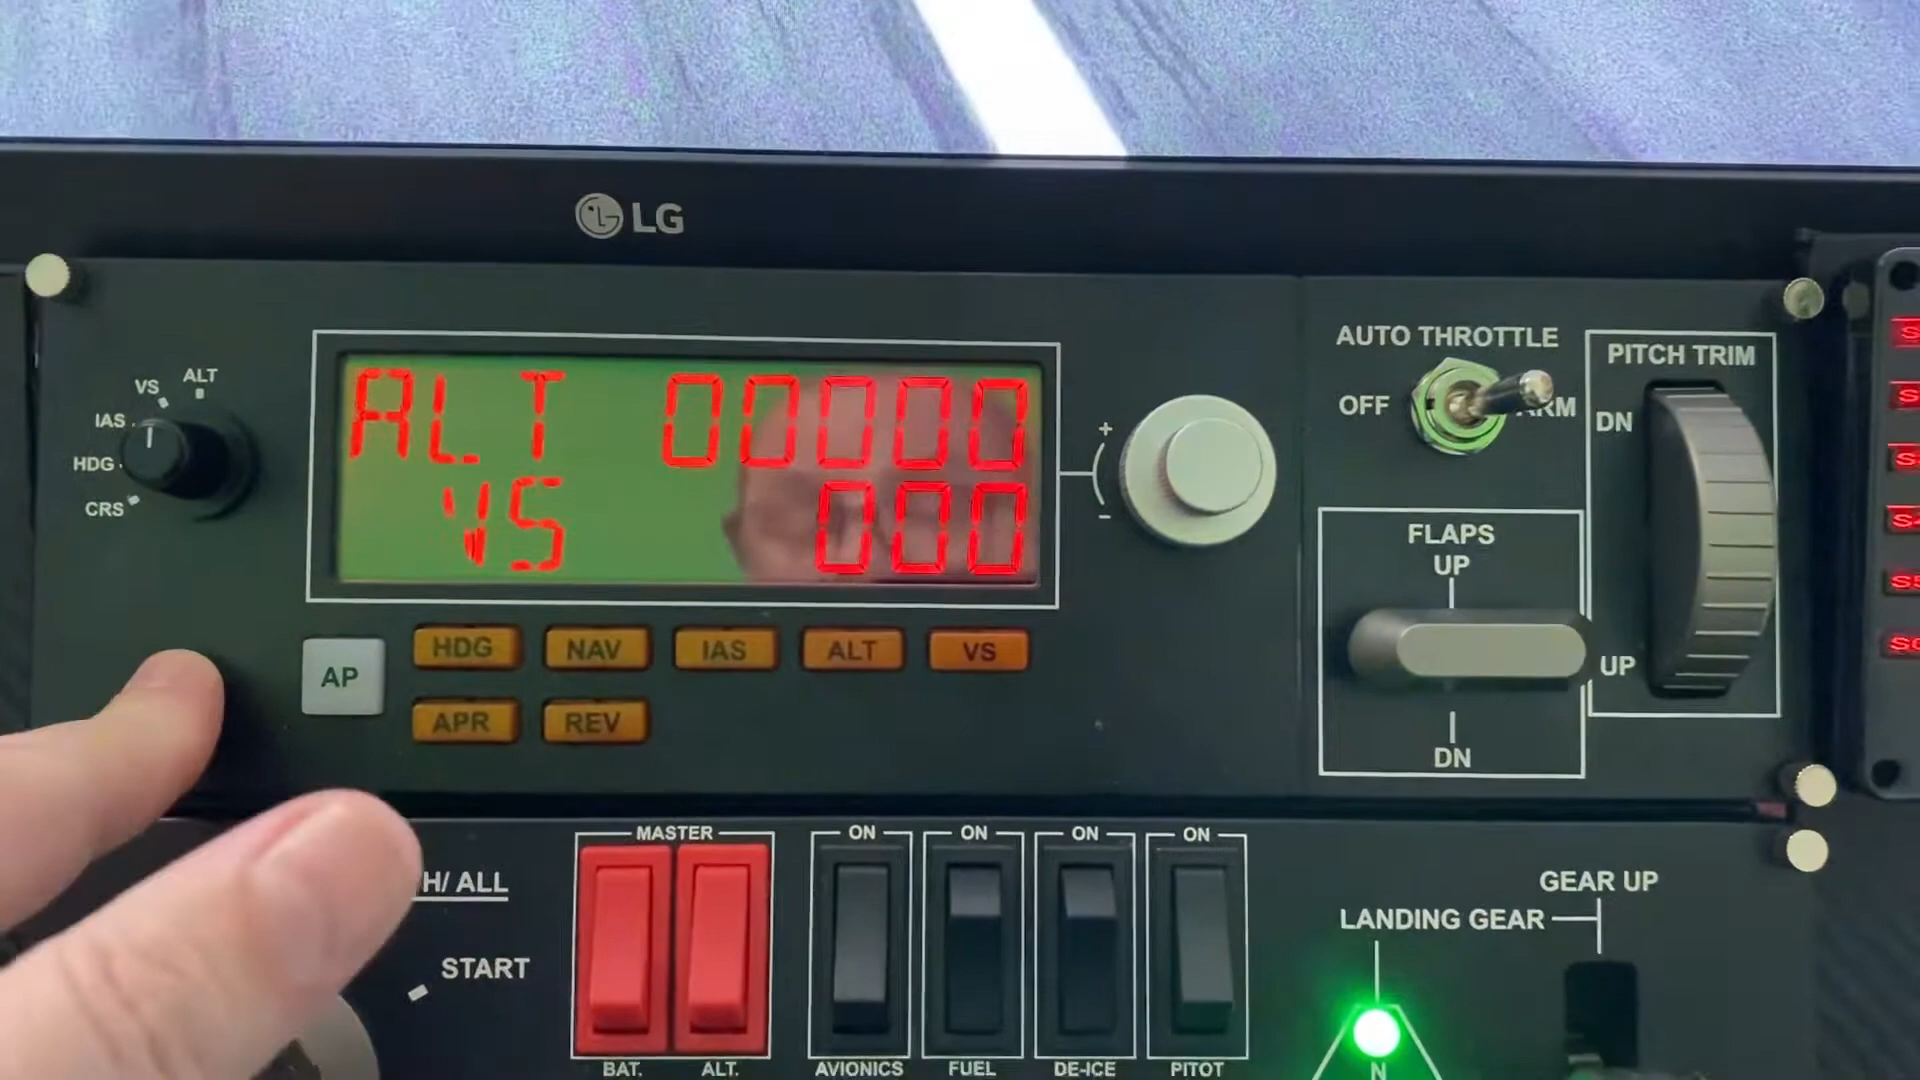 LG
ALT
VS
IAS
HDG
CRS
ALT 00000
VS 000
+
-
AUTO THROTTLE
OFF
ARM
PITCH TRIM
DN
UP
FLAPS
UP
DN
AP
HDG
NAV
IAS
ALT
VS
APR
REV
H/ ALL
START
MASTER
BAT.
ALT.
ON
AVIONICS
ON
FUEL
ON
DE-ICE
ON
PITOT
GEAR UP
LANDING GEAR
N